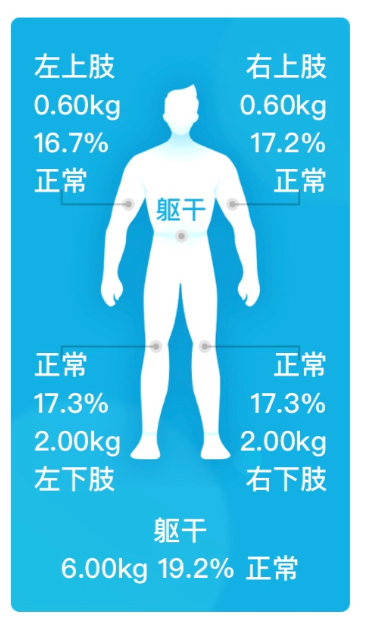 左上肢
0.60kg
16.7%
正常
右上肢
0.60kg
17.2%
正常
躯干
正常
17.3%
2.00kg
左下肢
正常
17.3%
2.00kg
右下肢
躯干
6.00kg 19.2% 正常